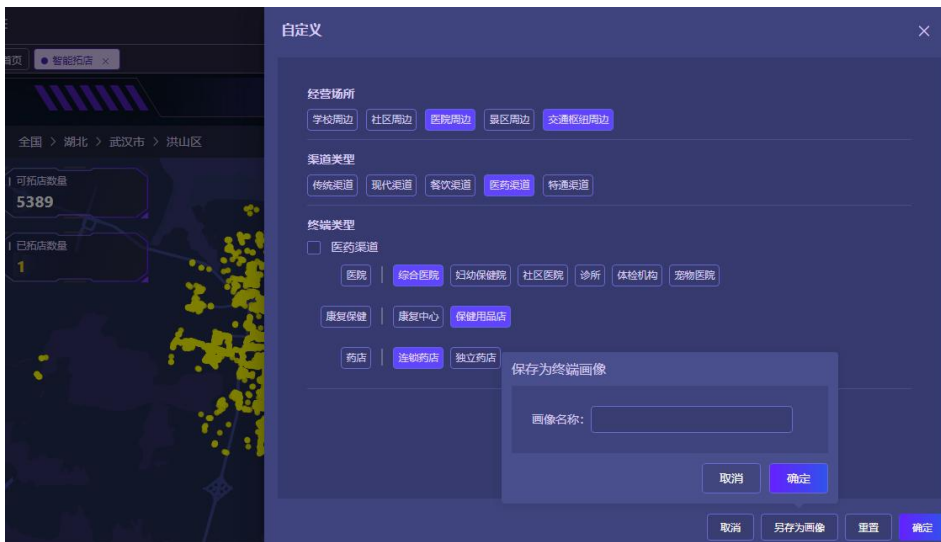 自定义
首页 智能拓店 ×
全国 > 湖北 > 武汉市 > 洪山区
可拓店数量
5389
已拓店数量
1
经营场所
学校周边 社区周边 医院周边 景区周边 交通枢纽周边
渠道类型
传统渠道 现代渠道 餐饮渠道 医药渠道 特通渠道
终端类型
医药渠道
医院 综合医院 妇幼保健院 社区医院 诊所 体检机构 宠物医院
康复保健 康复中心 保健用品店
药店 连锁药店 独立药店
保存为终端画像
画像名称:
取消 确定
取消 另存为画像 重置 确定